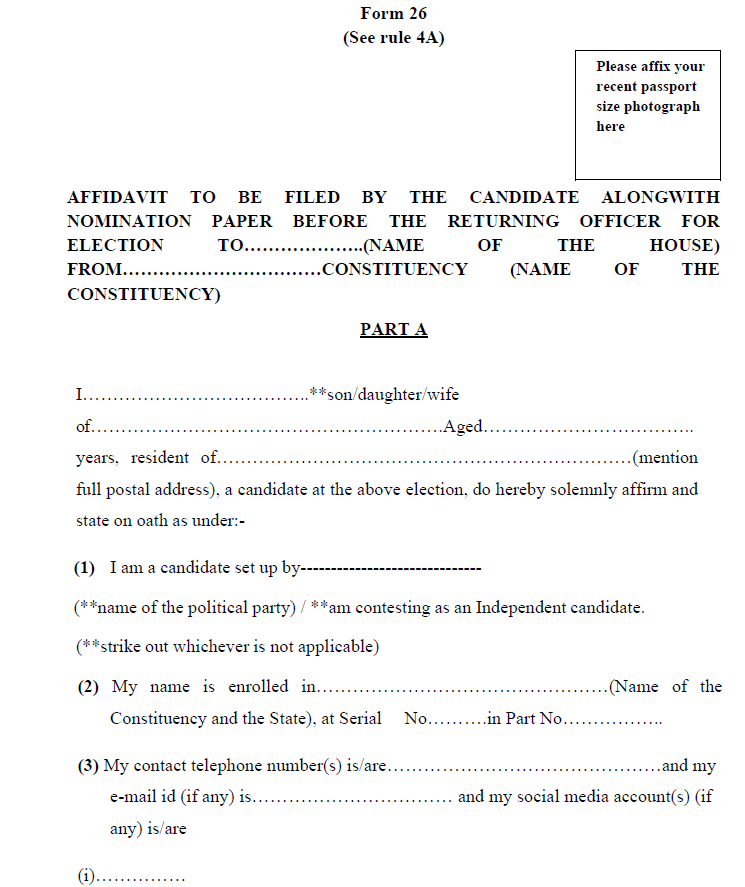 Form 26
(See rule 4A)
Please affix your
recent passport
size photograph
here
AFFIDAVIT TO BE FILED BY THE CANDIDATE ALONGWITH
NOMINATION PAPER BEFORE THE RETURNING OFFICER FOR
ELECTION TO………………..(NAME OF THE HOUSE)
FROM……………………………CONSTITUENCY (NAME OF THE
CONSTITUENCY)
PART A
I………………………………..**son/daughter/wife
of………………………………………………….Aged……………………………..
years, resident of……………………………………………………………(mention
full postal address), a candidate at the above election, do hereby solemnly affirm and
state on oath as under:-
(1) I am a candidate set up by------------------------------
(**name of the political party) / **am contesting as an Independent candidate.
(**strike out whichever is not applicable)
(2) My name is enrolled in…………………………………………(Name of the
Constituency and the State), at Serial No……….in Part No……………..
(3) My contact telephone number(s) is/are………………………………………and my
e-mail id (if any) is…………………………… and my social media account(s) (if
any) is/are
(i)……………